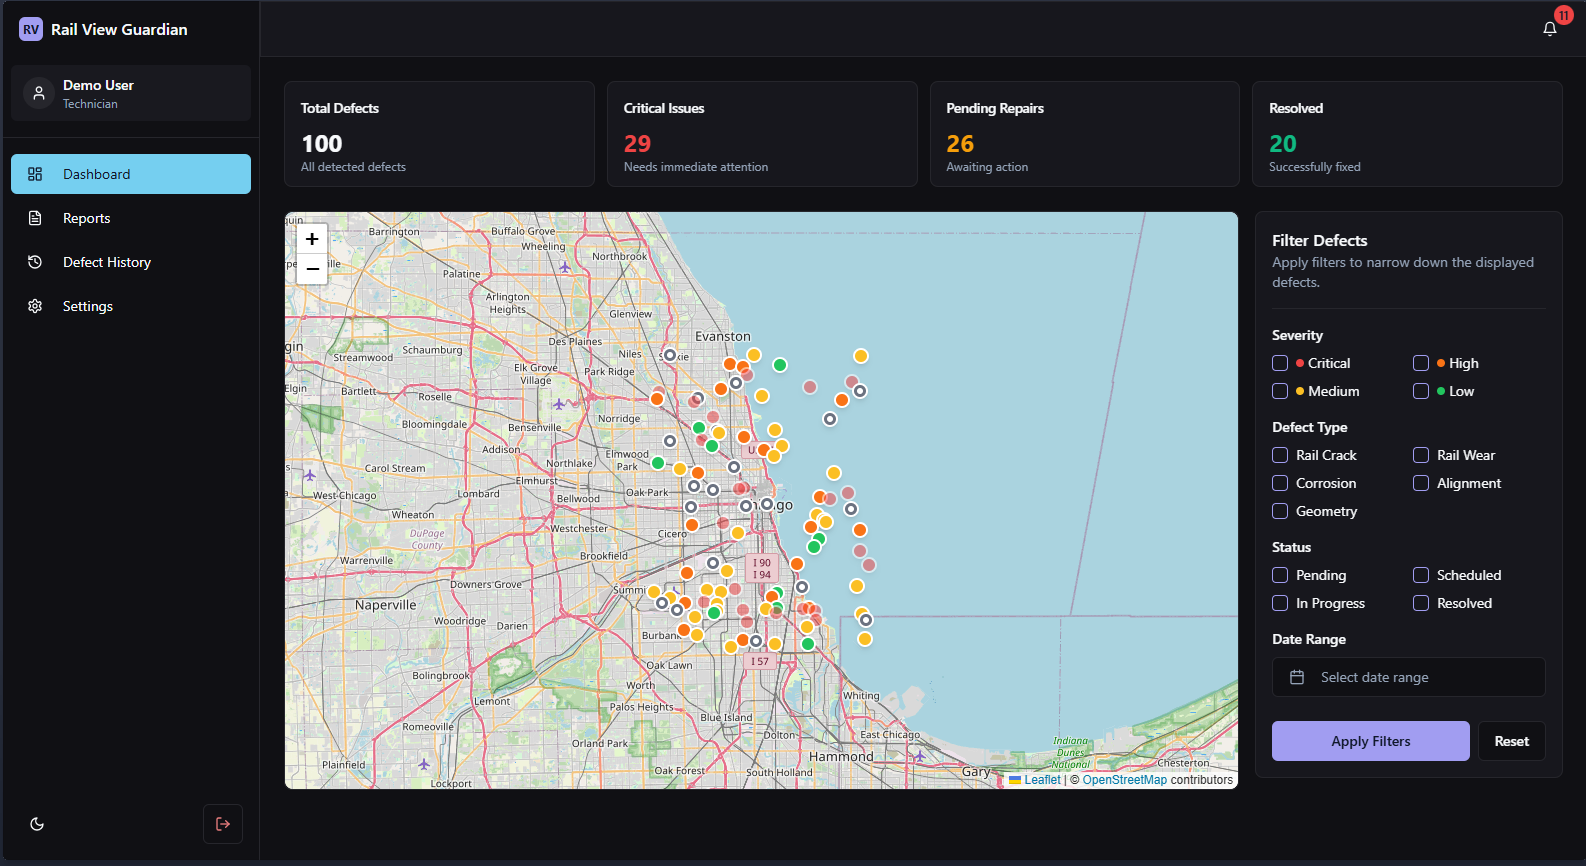 RV Rail View Guardian
11
Demo User
Technician
Dashboard
Reports
Defect History
Settings
Total Defects
100
All detected defects
Critical Issues
29
Needs immediate attention
Pending Repairs
26
Awaiting action
Resolved
20
Successfully fixed
+
−
Barrington
Buffalo Grove
Wheeling
Northbrook
Palatine
Arlington
Heights
Glenview
Evanston
Des Plaines
Niles
Streamwood
Schaumburg
Elk Grove
Village
Park Ridge
Elgin
Bartlett
Roselle
Norridge
Bloomingdale
Bensenville
Addison
Elmwood
Park
Northlake
Carol Stream
Elmhurst
West Chicago
Lombard
Bellwood
Oak Park
Wheaton
Westchester
Cicero
DuPage
County
Brookfield
Warrenville
I 90
I 94
Downers Grove
Naperville
Woodridge
Darien
Burbank
Oak Lawn
I 57
Bolingbrook
Worth
Lemont
Palos Heights
Whiting
Blue Island
Romeoville
Orland Park
Dolton
East Chicago
Hammond
Indiana
Dunes
National
Plainfield
Oak Forest
South Holland
Gary
Chesterton
Lockport
Leaflet | © OpenStreetMap contributors
Filter Defects
Apply filters to narrow down the displayed
defects.
Severity
Critical
High
Medium
Low
Defect Type
Rail Crack
Rail Wear
Corrosion
Alignment
Geometry
Status
Pending
Scheduled
In Progress
Resolved
Date Range
Select date range
Apply Filters
Reset